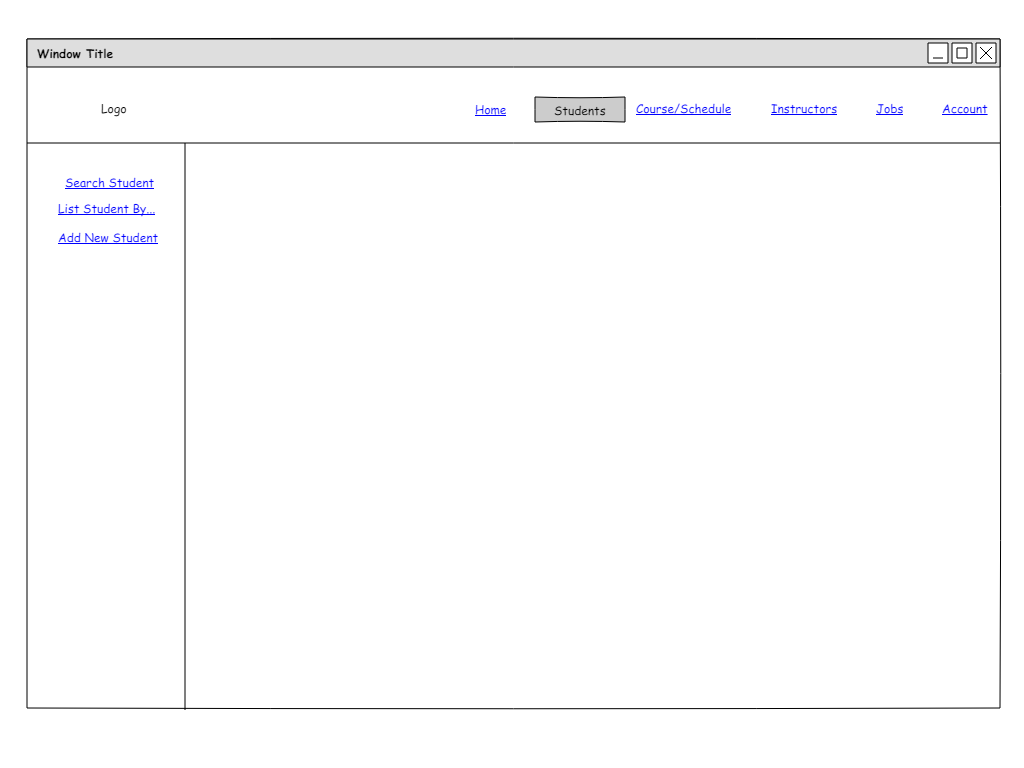 Window Title
Logo
Home Students Course/Schedule Instructors Jobs Account
Search Student
List Student By...
Add New Student